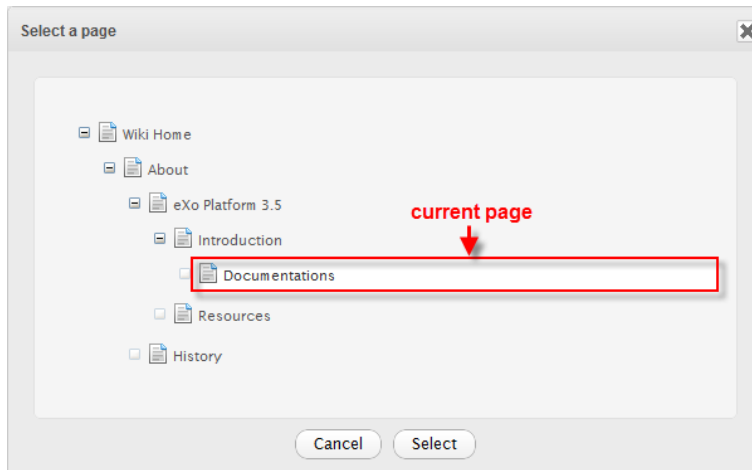 Select a page
Wiki Home
About
eXo Platform 3.5
current page
Introduction
Documentations
Resources
History
Cancel Select